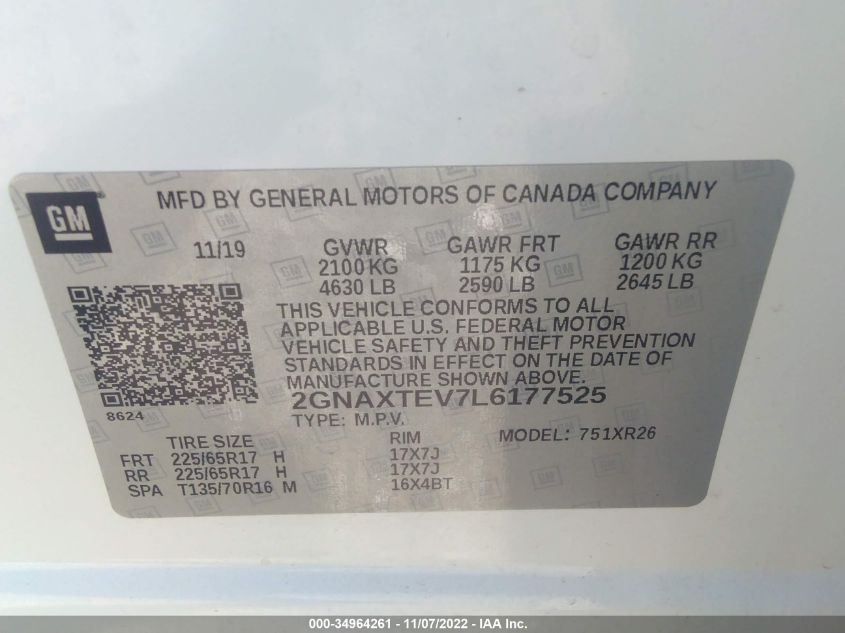 GM
MFD BY GENERAL MOTORS OF CANADA COMPANY
11/19 GVWR GAWR FRT GAWR RR
2100 KG 1175 KG 1200 KG
4630 LB 2590 LB 2645 LB
THIS VEHICLE CONFORMS TO ALL
APPLICABLE U.S. FEDERAL MOTOR
VEHICLE SAFETY AND THEFT PREVENTION
STANDARDS IN EFFECT ON THE DATE OF
MANUFACTURE SHOWN ABOVE.
8624
2GNAXTEV7L6177525
TYPE: M.P.V.
MODEL: 751XR26
TIRE SIZE RIM
FRT 225/65R17 H 17X7J
RR 225/65R17 H 17X7J
SPA T135/70R16 M 16X4BT
000-34964261 - 11/07/2022 - IAA Inc.